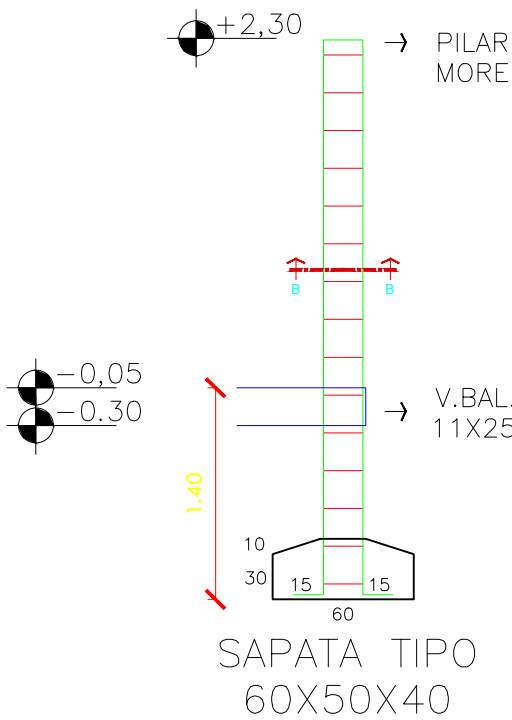 +2,30
PILAR
MORE
B
B
-0,05
-0.30
V.BAL.
11X25
1.40
10
30
15
15
60
SAPATA TIPO
60X50X40